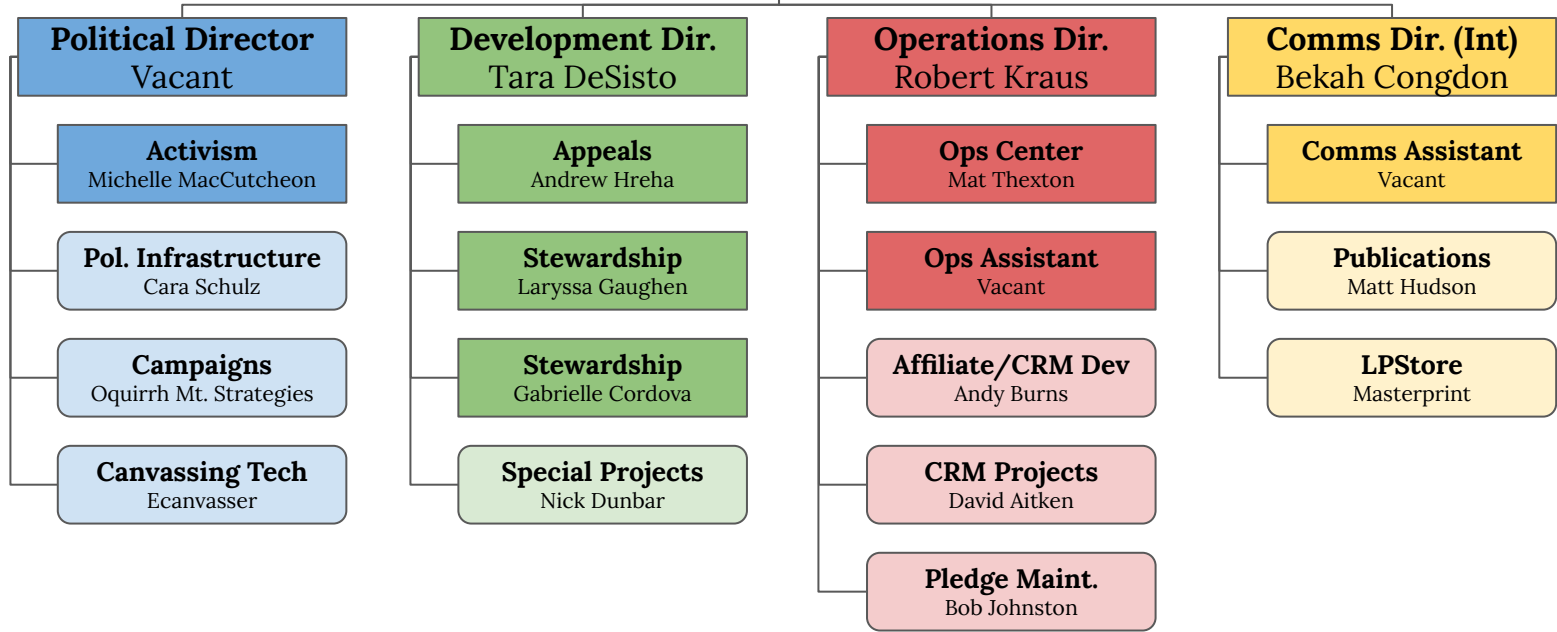 Political Director
Vacant
Activism
Michelle MacCutcheon
Pol. Infrastructure
Cara Schulz
Campaigns
Oquirrh Mt. Strategies
Canvassing Tech
Ecanvasser
Development Dir.
Tara DeSisto
Appeals
Andrew Hreha
Stewardship
Laryssa Gaughen
Stewardship
Gabrielle Cordova
Special Projects
Nick Dunbar
Operations Dir.
Robert Kraus
Ops Center
Mat Thexton
Ops Assistant
Vacant
Affiliate/CRM Dev
Andy Burns
CRM Projects
David Aitken
Pledge Maint.
Bob Johnston
Comms Dir. (Int)
Bekah Congdon
Comms Assistant
Vacant
Publications
Matt Hudson
LPStore
Masterprint